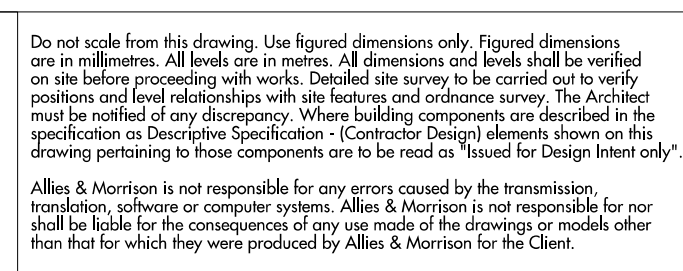 Do not scale from this drawing. Use figured dimensions only. Figured dimensions
are in millimetres. All levels are in metres. All dimensions and levels shall be verified
on site before proceeding with works. Detailed site survey to be carried out to verify
positions and level relationships with site features and ordnance survey. The Architect
must be notified of any discrepancy. Where building components are described in the
specification as Descriptive Specification - (Contractor Design) elements shown on this
drawing pertaining to those components are to be read as "Issued for Design Intent only".
Allies & Morrison is not responsible for any errors caused by the transmission,
translation, software or computer systems. Allies & Morrison is not responsible for nor
shall be liable for the consequences of any use made of the drawings or models other
than that for which they were produced by Allies & Morrison for the Client.